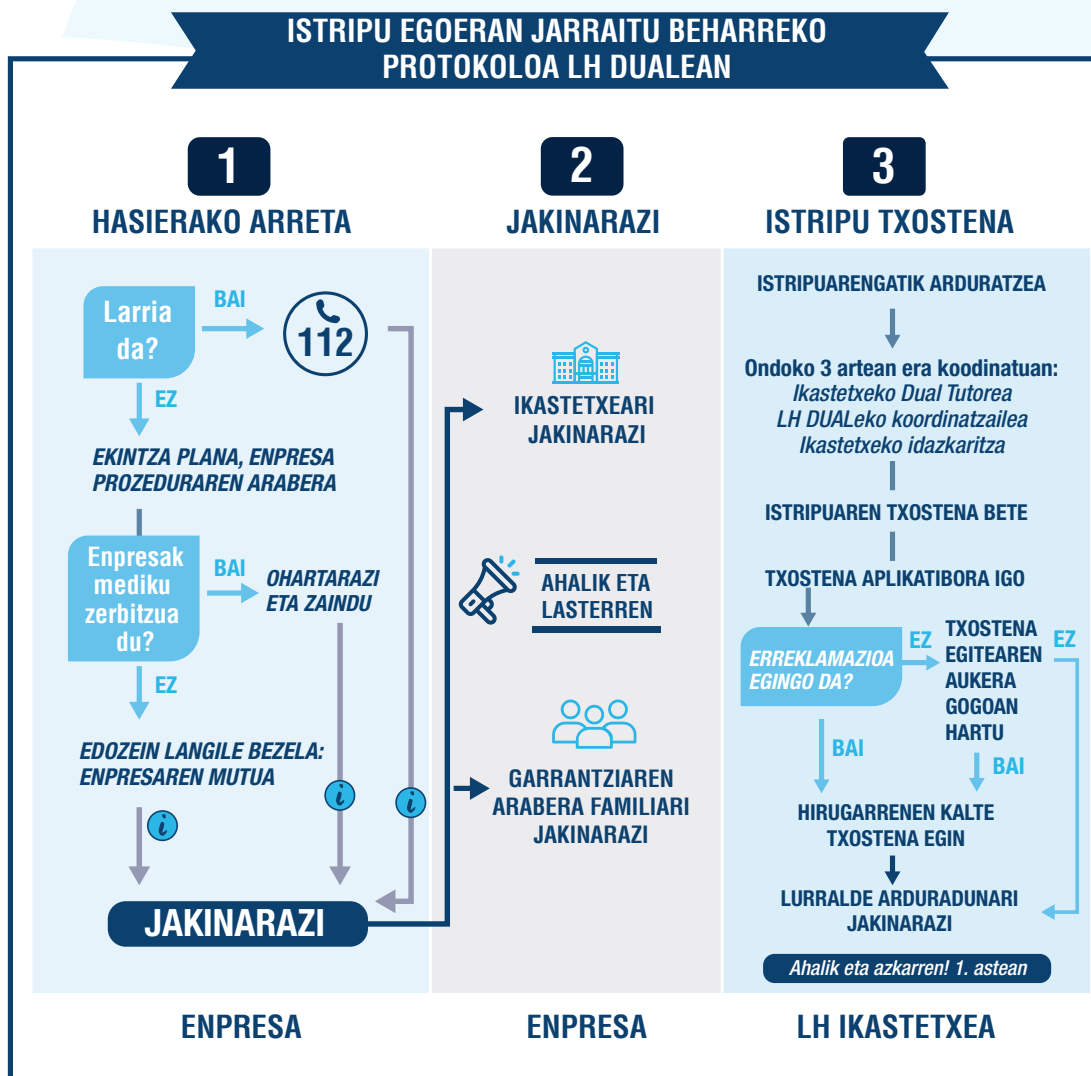 ISTRIPU EGOERAN JARRAITU BEHARREKO
PROTOKOLOA LH DUALEAN
1
HASIERAKO ARRETA
Larria
da?
BAI
112
EZ
EKINTZA PLANA, ENPRESA
PROZEDURAREN ARABERA
Enpresak
mediku
zerbitzua
du?
BAI
OHARTARAZI
ETA ZAINDU
EZ
EDOZEIN LANGILE BEZELA:
ENPRESAREN MUTUA
i
i
i
JAKINARAZI
ENPRESA
2
JAKINARAZI
IKASTETXEARI
JAKINARAZI
AHALIK ETA
LASTERREN
GARRANTZIAREN
ARABERA FAMILIARI
JAKINARAZI
ENPRESA
3
ISTRIPU TXOSTENA
ISTRIPUARENGATIK ARDURATZEA
Ondoko 3 artean era koodinatuan:
Ikastetxeko Dual Tutorea
LH DUALeko koordinatzailea
Ikastetxeko idazkaritza
ISTRIPUAREN TXOSTENA BETE
TXOSTENA APLIKATIBORA IGO
ERREKLAMAZIOA
EGINGO DA?
EZ
TXOSTENA
EGITEAREN
AUKERA
GOGOAN
HARTU
EZ
BAI
BAI
HIRUGARRENEN KALTE
TXOSTENA EGIN
LURRALDE ARDURADUNARI
JAKINARAZI
Ahalik eta azkarren! 1. astean
LH IKASTETXEA